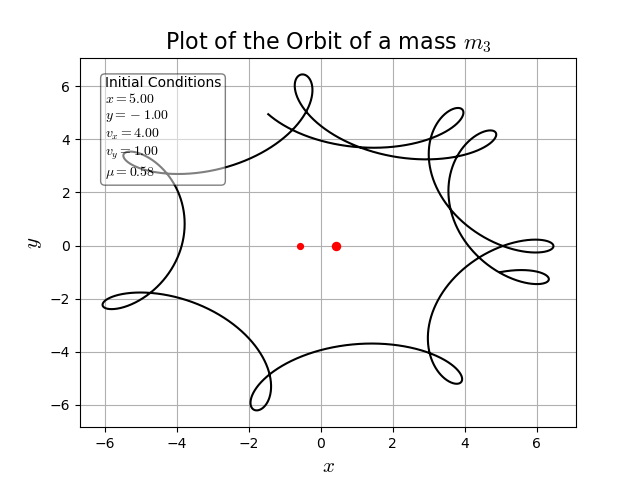 Plot of the Orbit of a mass m₃
Initial Conditions
x = 5.00
y = −1.00
vₓ = 4.00
v_y = 1.00
μ = 0.58
6
4
2
0
−2
−4
−6
y
−6 −4 −2 0 2 4 6
x